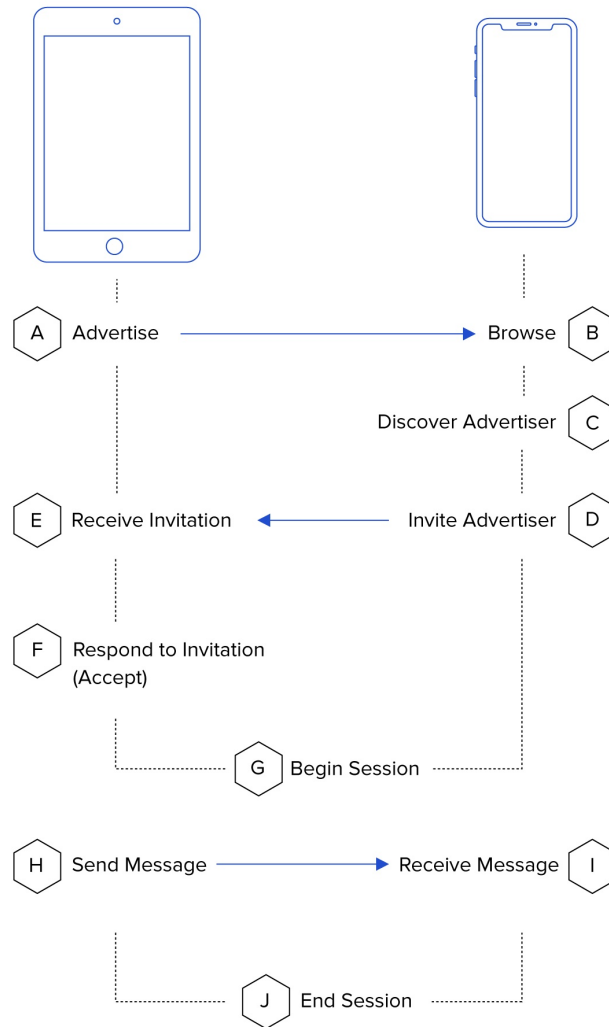 A Advertise
Browse B
Discover Advertiser C
E Receive Invitation
Invite Advertiser D
F Respond to Invitation
(Accept)
G Begin Session
H Send Message
Receive Message I
J End Session